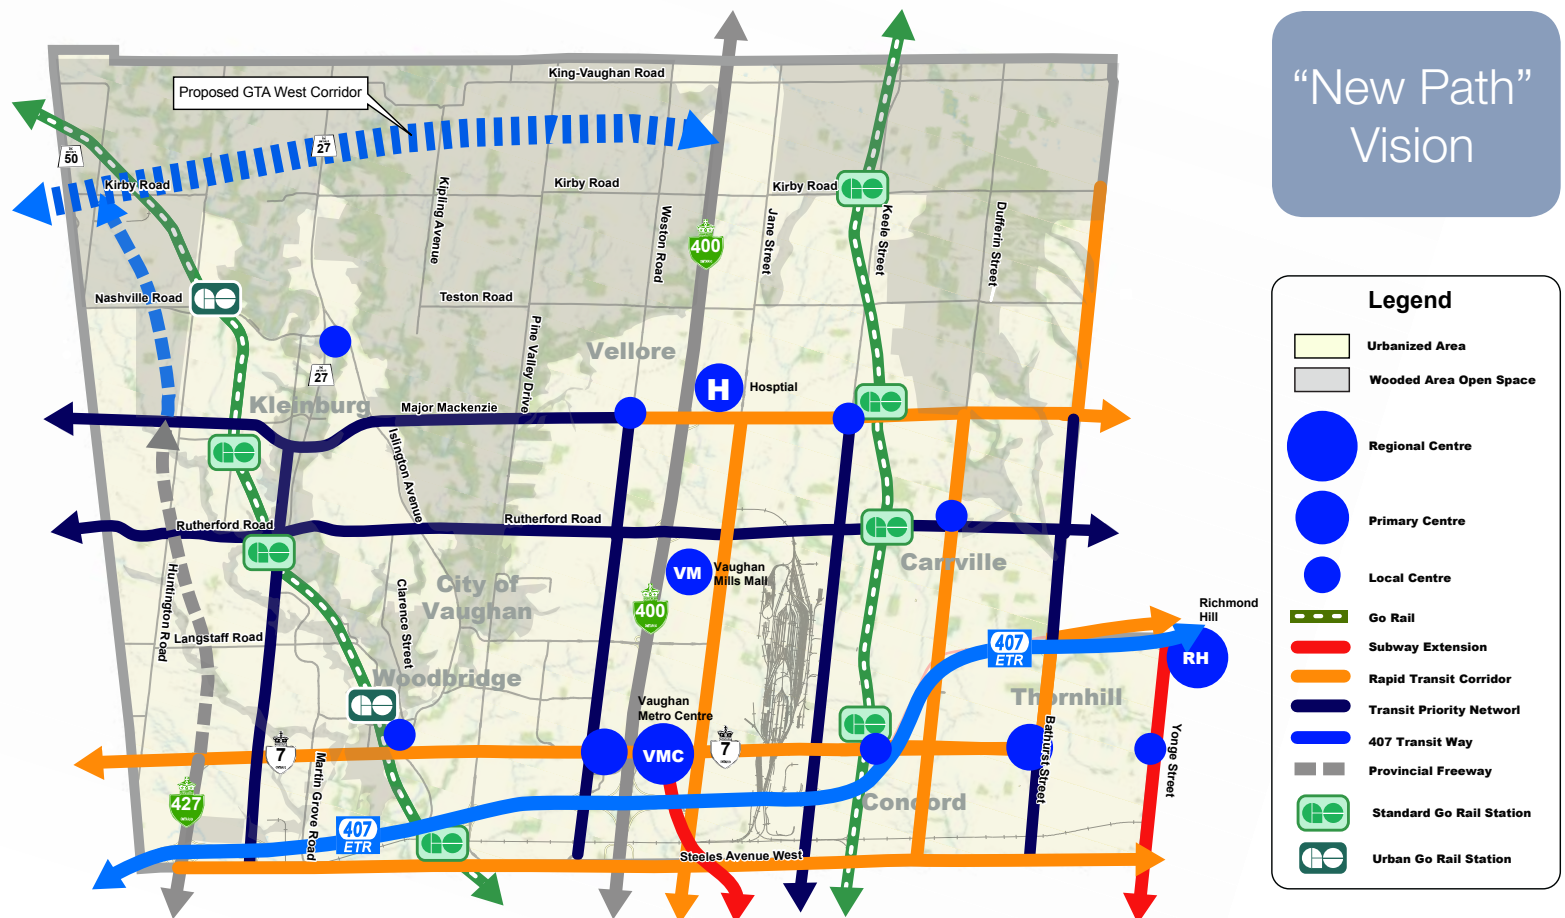 “New Path”
Vision
King-Vaughan Road
Proposed GTA West Corridor
50
27
Kirby Road
Kirby Road
Kirby Road
Kipling Avenue
Weston Road
400
Jane Street
Keele Street
Dufferin Street
Nashville Road
Teston Road
Pine Valley Drive
Vellore
27
Kleinburg
Major Mackenzie
H
Hosptial
Islington Avenue
Rutherford Road
Rutherford Road
Carrville
VM
Vaughan
Mills Mall
City of
Vaughan
400
Huntington Road
Clarence Street
Langstaff Road
Woodbridge
Richmond
Hill
407
ETR
RH
Thornhill
Vaughan
Metro Centre
VMC
7
7
Bathurst Street
Yonge Street
Martin Grove Road
427
Concord
407
ETR
Steeles Avenue West
Legend
Urbanized Area
Wooded Area Open Space
Regional Centre
Primary Centre
Local Centre
Go Rail
Subway Extension
Rapid Transit Corridor
Transit Priority Networl
407 Transit Way
Provincial Freeway
Standard Go Rail Station
Urban Go Rail Station